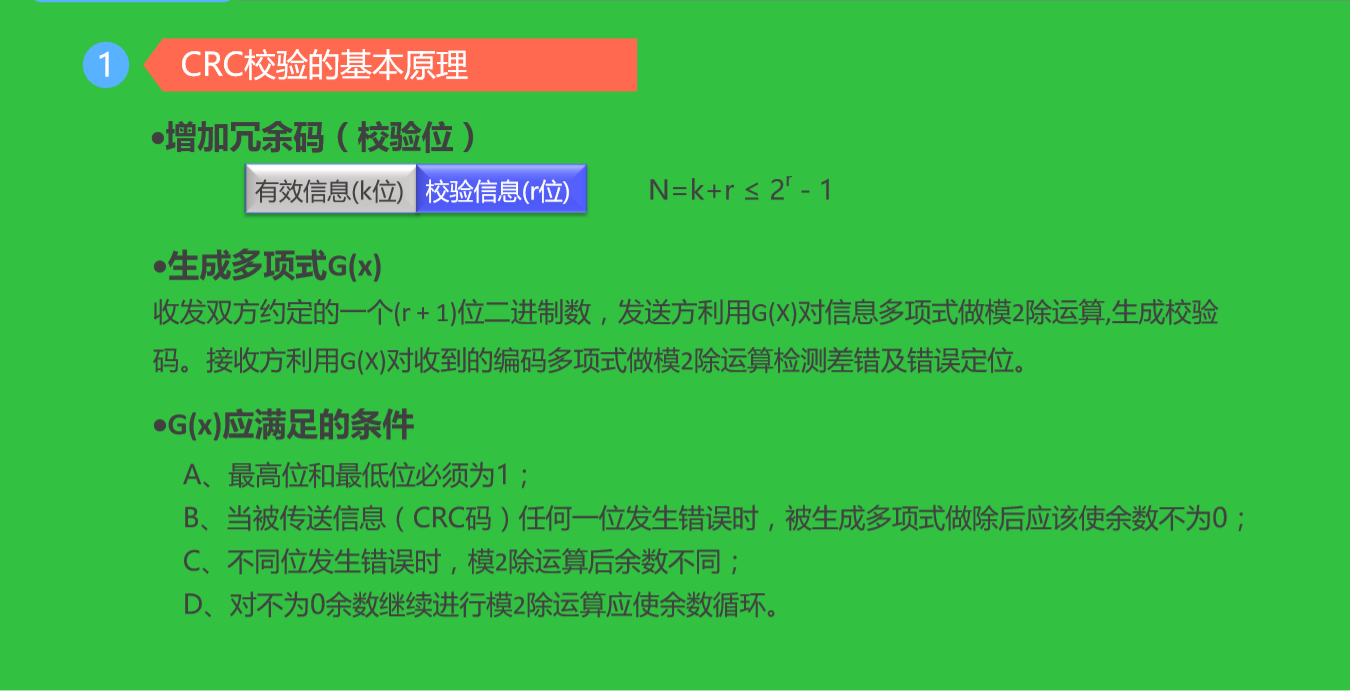 1
CRC校验的基本原理
•增加冗余码（校验位）
有效信息(k位) 校验信息(r位) N=k+r ≤ 2ʳ - 1
•生成多项式G(x)
收发双方约定的一个(r + 1)位二进制数，发送方利用G(X)对信息多项式做模2除运算,生成校验
码。接收方利用G(X)对收到的编码多项式做模2除运算检测差错及错误定位。
•G(x)应满足的条件
A、最高位和最低位必须为1；
B、当被传送信息（CRC码）任何一位发生错误时，被生成多项式做除后应该使余数不为0；
C、不同位发生错误时，模2除运算后余数不同；
D、对不为0余数继续进行模2除运算应使余数循环。